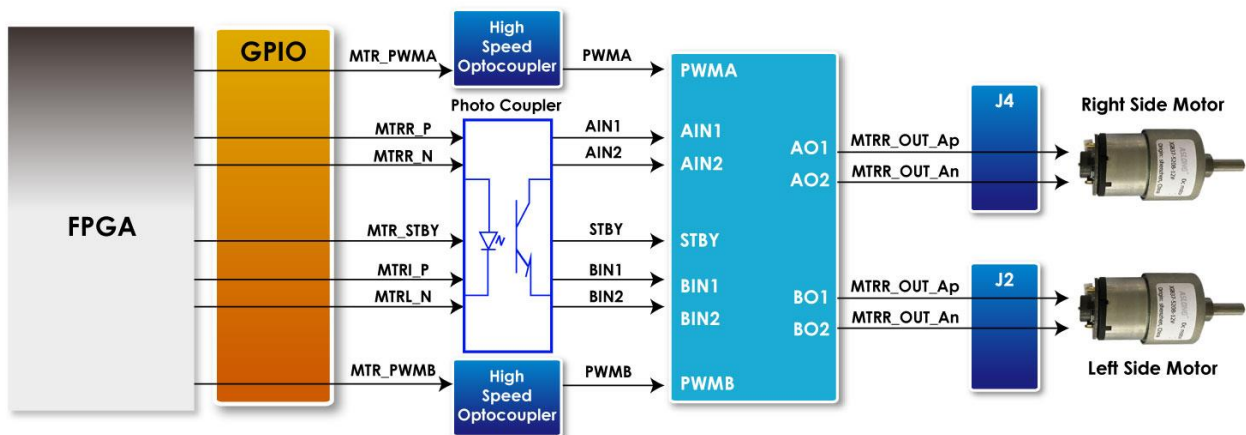 FPGA
GPIO
MTR_PWMA
MTRR_P
MTRR_N
MTR_STBY
MTRI_P
MTRL_N
MTR_PWMB
High
Speed
Optocoupler
Photo Coupler
High
Speed
Optocoupler
PWMA
AIN1
AIN2
STBY
BIN1
BIN2
PWMB
PWMA
AIN1
AIN2
STBY
BIN1
BIN2
PWMB
AO1
AO2
BO1
BO2
MTRR_OUT_Ap
MTRR_OUT_An
MTRR_OUT_Ap
MTRR_OUT_An
J4
J2
Right Side Motor
Left Side Motor